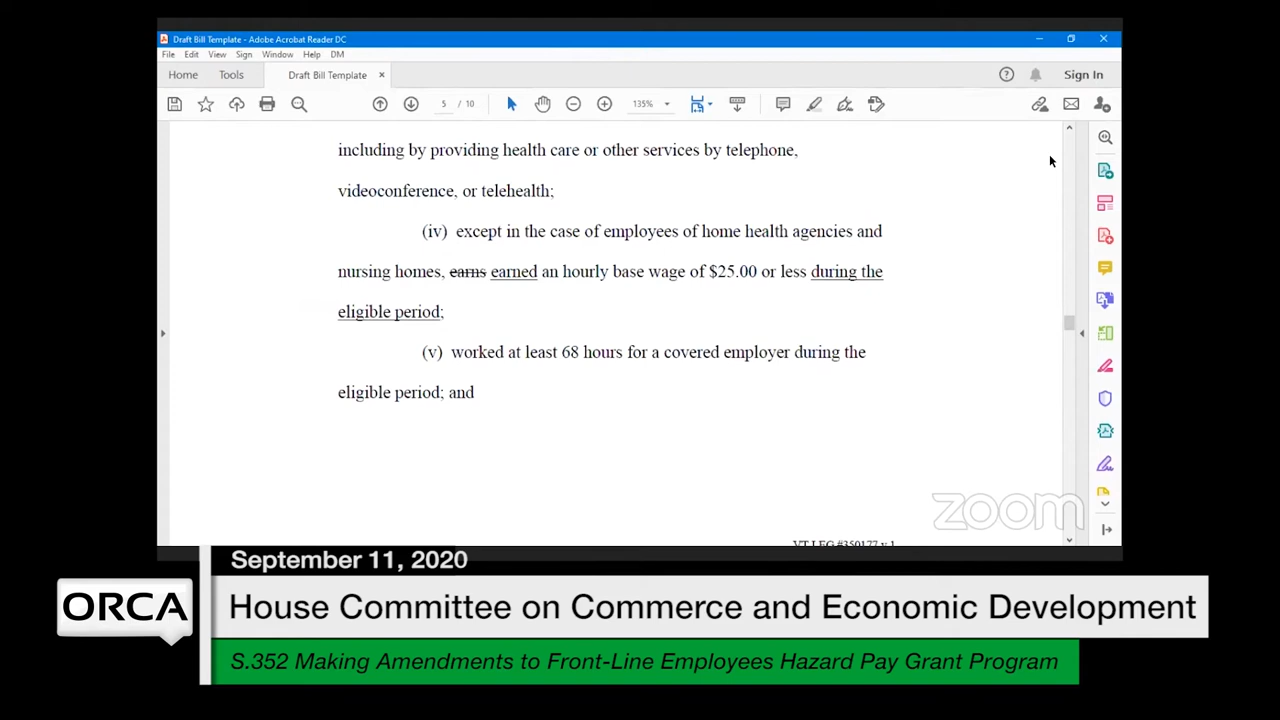 Draft Bill Template - Adobe Acrobat Reader DC
File Edit View Sign Window Help DM
Home Tools Draft Bill Template × Sign In
5 / 10 135%
including by providing health care or other services by telephone,
videoconference, or telehealth;
(iv) except in the case of employees of home health agencies and
nursing homes, earns earned an hourly base wage of $25.00 or less during the
eligible period;
(v) worked at least 68 hours for a covered employer during the
eligible period; and
zoom
VT LEG #350177 v.1
September 11, 2020
ORCA
House Committee on Commerce and Economic Development
S.352 Making Amendments to Front-Line Employees Hazard Pay Grant Program